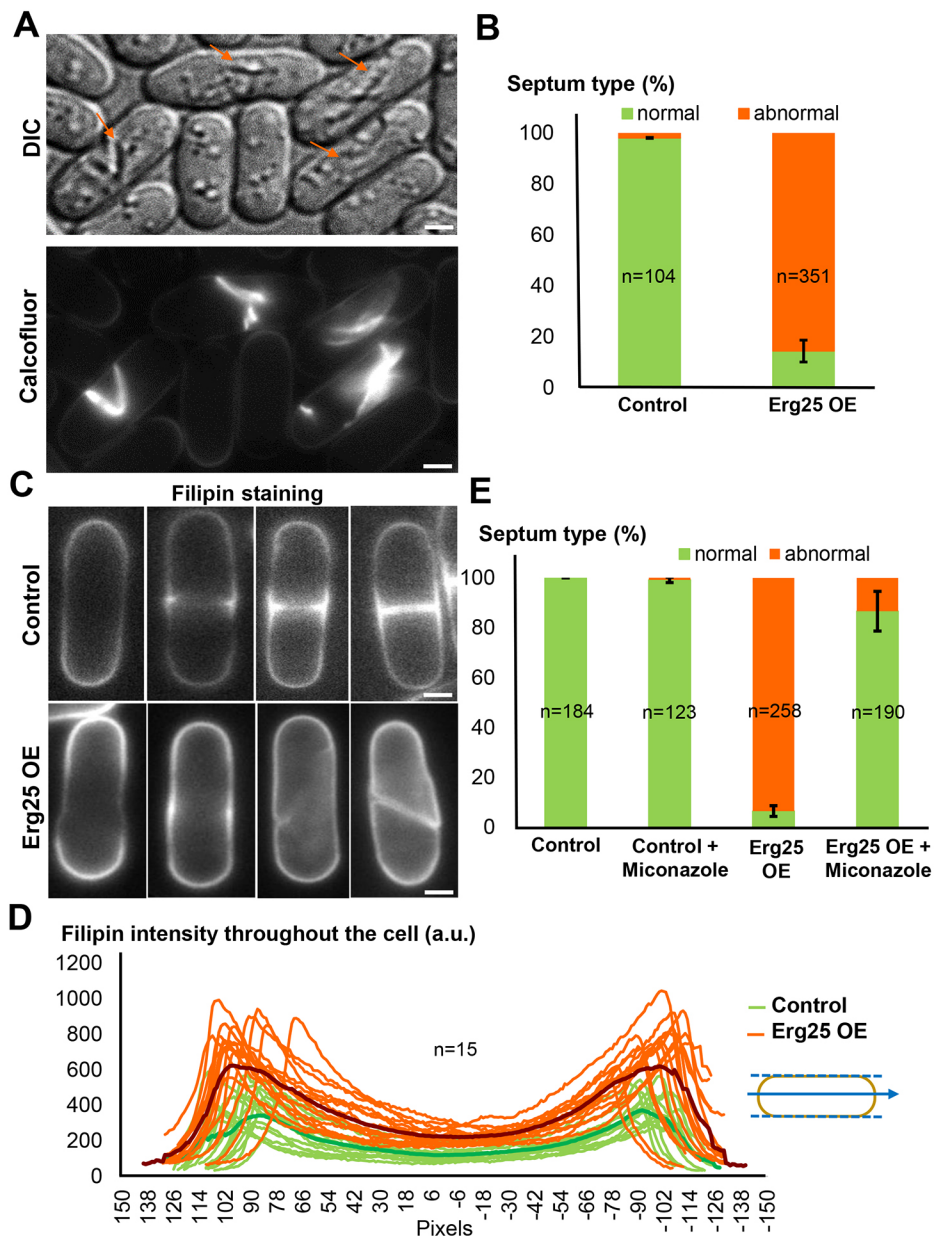 A
DIC
Calcofluor
B
Septum type (%)
normal abnormal
100
80
60
40
20
0
n=104
n=351
Control Erg25 OE
C
Filipin staining
Control
Erg25 OE
E
Septum type (%)
normal abnormal
100
80
60
40
20
0
n=184 n=123 n=258 n=190
Control Control + Erg25 Erg25 OE +
Miconazole OE Miconazole
D
Filipin intensity throughout the cell (a.u.)
1200
1000
800
600
400
200
0
n=15
Control
Erg25 OE
150 138 126 114 102 90 78 66 54 42 30 18 6 -6 -18 -30 -42 -54 -66 -78 -90 -102 -114 -126 -138 -150
Pixels